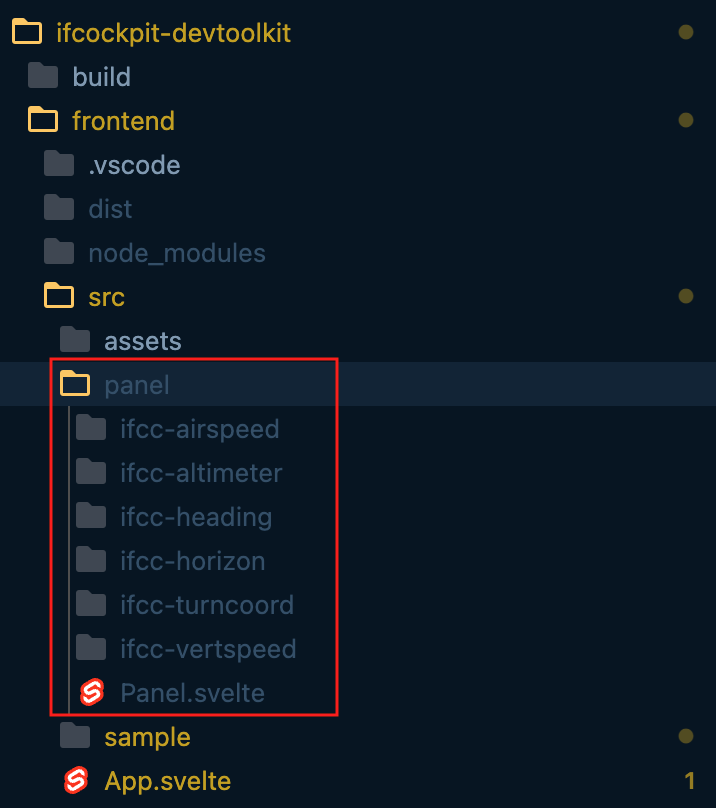 ifcockpit-devtoolkit
build
frontend
.vscode
dist
node_modules
src
assets
panel
ifcc-airspeed
ifcc-altimeter
ifcc-heading
ifcc-horizon
ifcc-turncoord
ifcc-vertspeed
Panel.svelte
sample
App.svelte 1